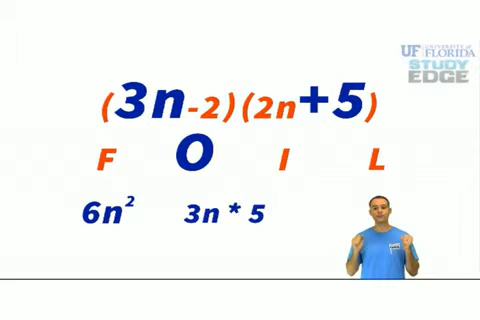 UF UNIVERSITY of FLORIDA
STUDY EDGE
(3n-2)(2n+5)
F O I L
6n² 3n * 5